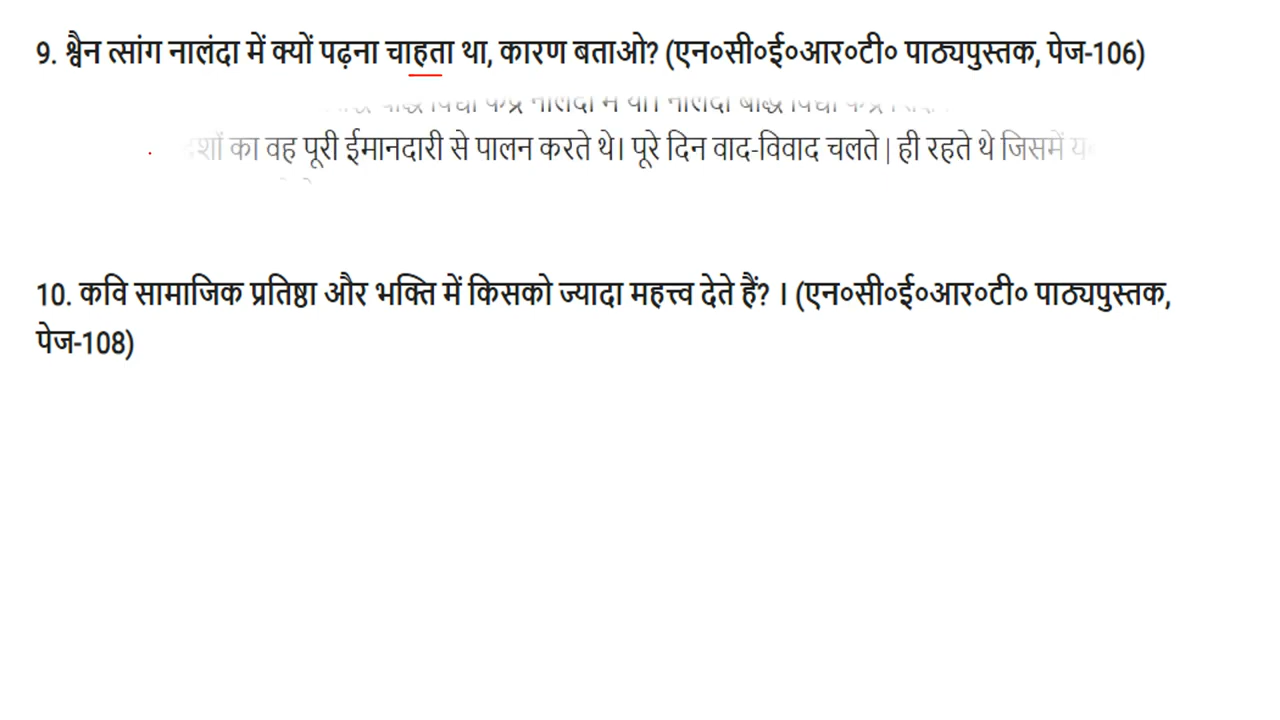 9. श्वैन त्सांग नालंदा में क्यों पढ़ना चाहता था, कारण बताओ? (एन०सी०ई०आर०टी० पाठ्यपुस्तक, पेज-106)
का वह पूरी ईमानदारी से पालन करते थे। पूरे दिन वाद-विवाद चलते | ही रहते थे जिसमें
10. कवि सामाजिक प्रतिष्ठा और भक्ति में किसको ज्यादा महत्त्व देते हैं? । (एन०सी०ई०आर०टी० पाठ्यपुस्तक,
पेज-108)